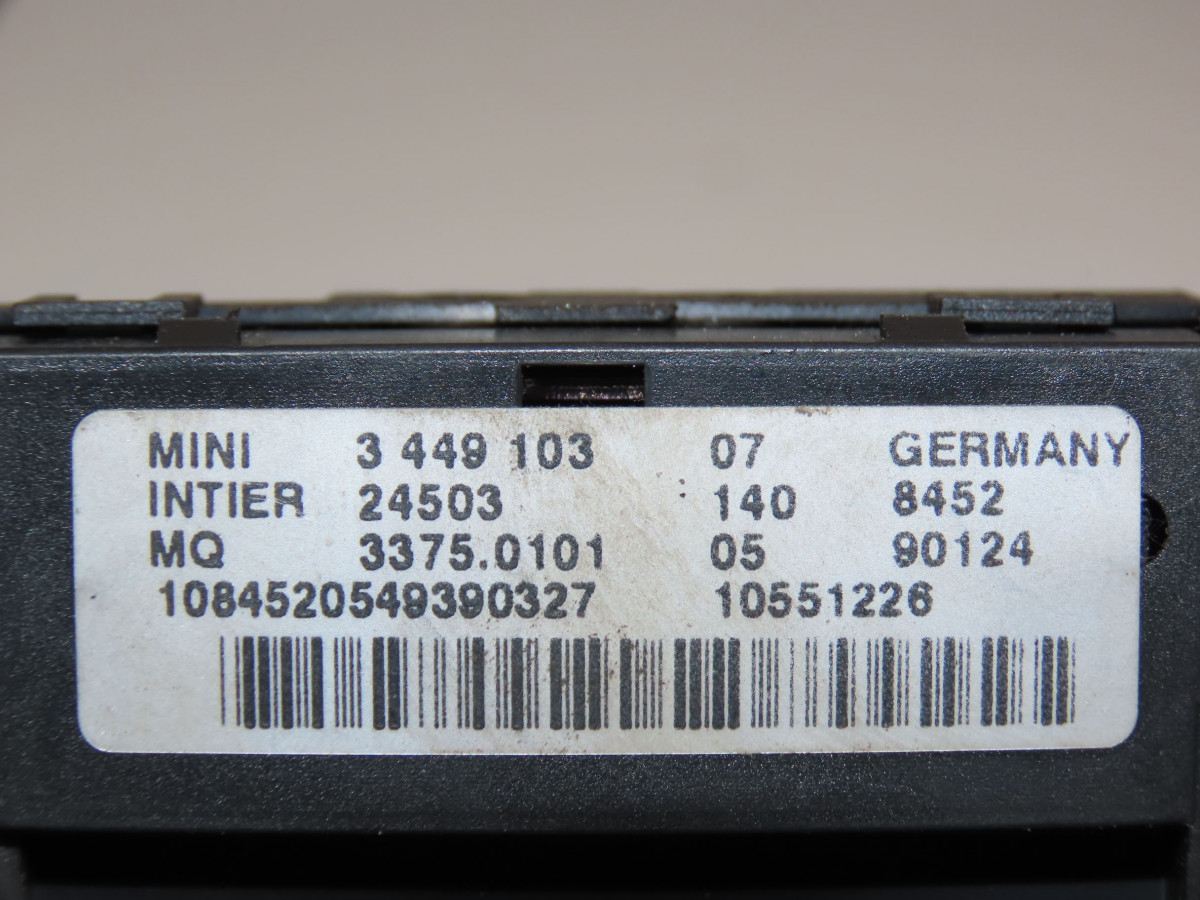 MINI 3 449 103 07 GERMANY
INTIER 24503 140 8452
MQ 3375.0101 05 90124
1084520549390327 10551226